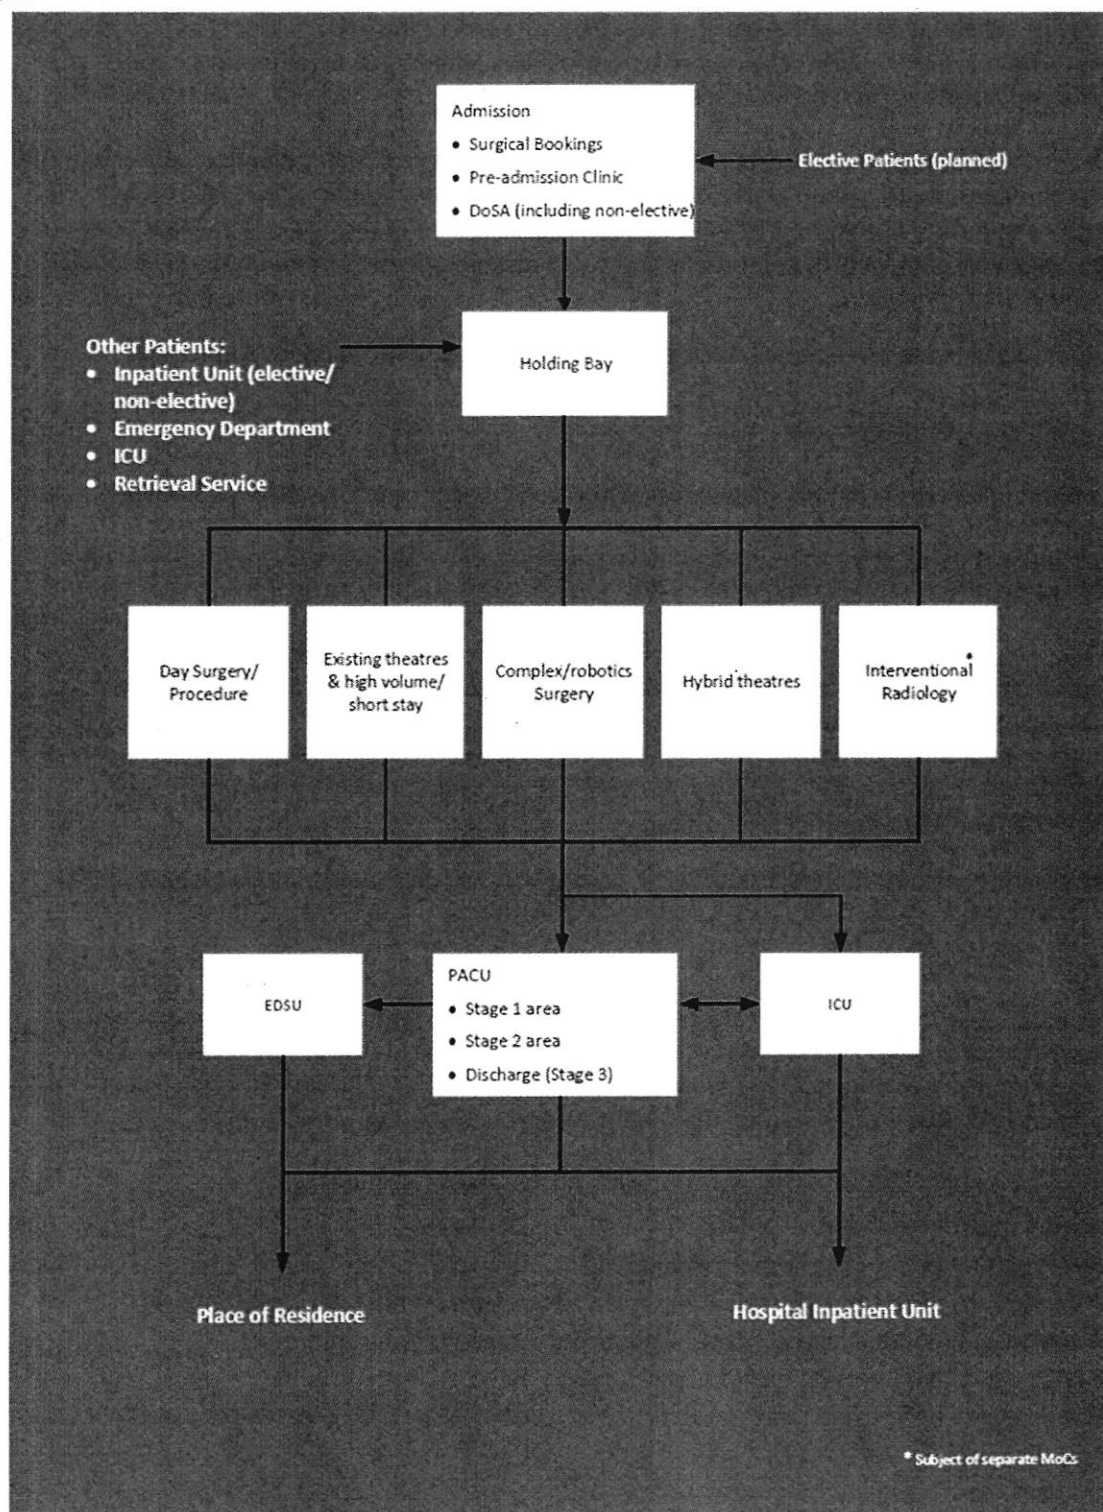 Admission
• Surgical Bookings
• Pre-admission Clinic
• DoSA (including non-elective)
Elective Patients (planned)
Other Patients:
• Inpatient Unit (elective/
non-elective)
• Emergency Department
• ICU
• Retrieval Service
Holding Bay
Day Surgery/
Procedure
Existing theatres
& high volume/
short stay
Complex/robotics
Surgery
Hybrid theatres
Interventional*
Radiology
EDSU
PACU
• Stage 1 area
• Stage 2 area
• Discharge (Stage 3)
ICU
Place of Residence
Hospital Inpatient Unit
* Subject of separate MoCs